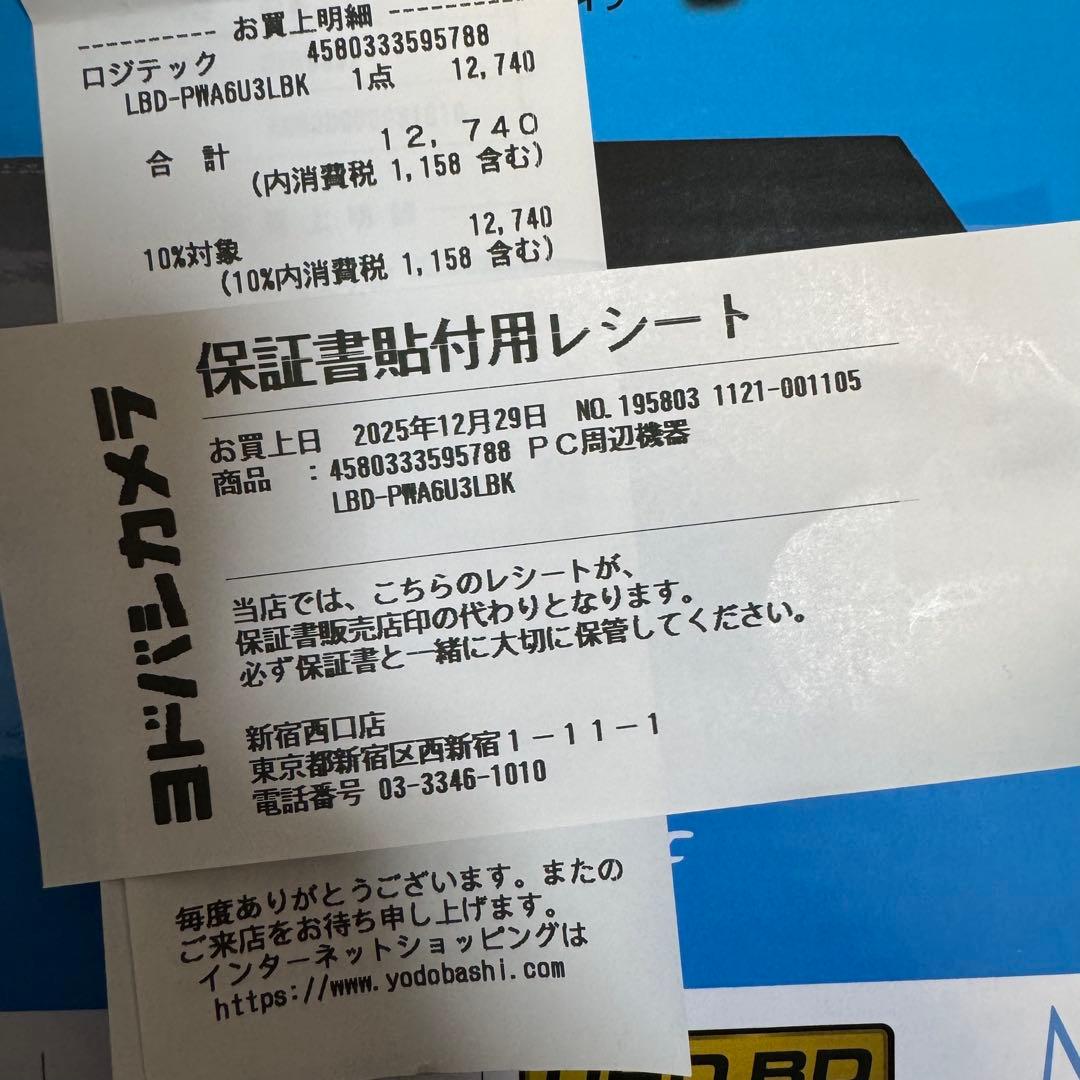 ---------- お買上明細 ----------
ロジテック 4580333595788
LBD-PWA6U3LBK 1点 12,740
合 計 12,740
(内消費税 1,158 含む)
12,740
10%対象
(10%内消費税 1,158 含む)
ヨドバシカメラ
保証書貼付用レシート
お買上日 2025年12月29日 NO.195803 1121-001105
商品 :4580333595788 PC周辺機器
LBD-PWA6U3LBK
当店では、こちらのレシートが、
保証書販売店印の代わりとなります。
必ず保証書と一緒に大切に保管してください。
新宿西口店
東京都新宿区西新宿1-11-1
電話番号 03-3346-1010
毎度ありがとうございます。またの
ご来店をお待ち申し上げます。
インターネットショッピングは
https://www.yodobashi.com